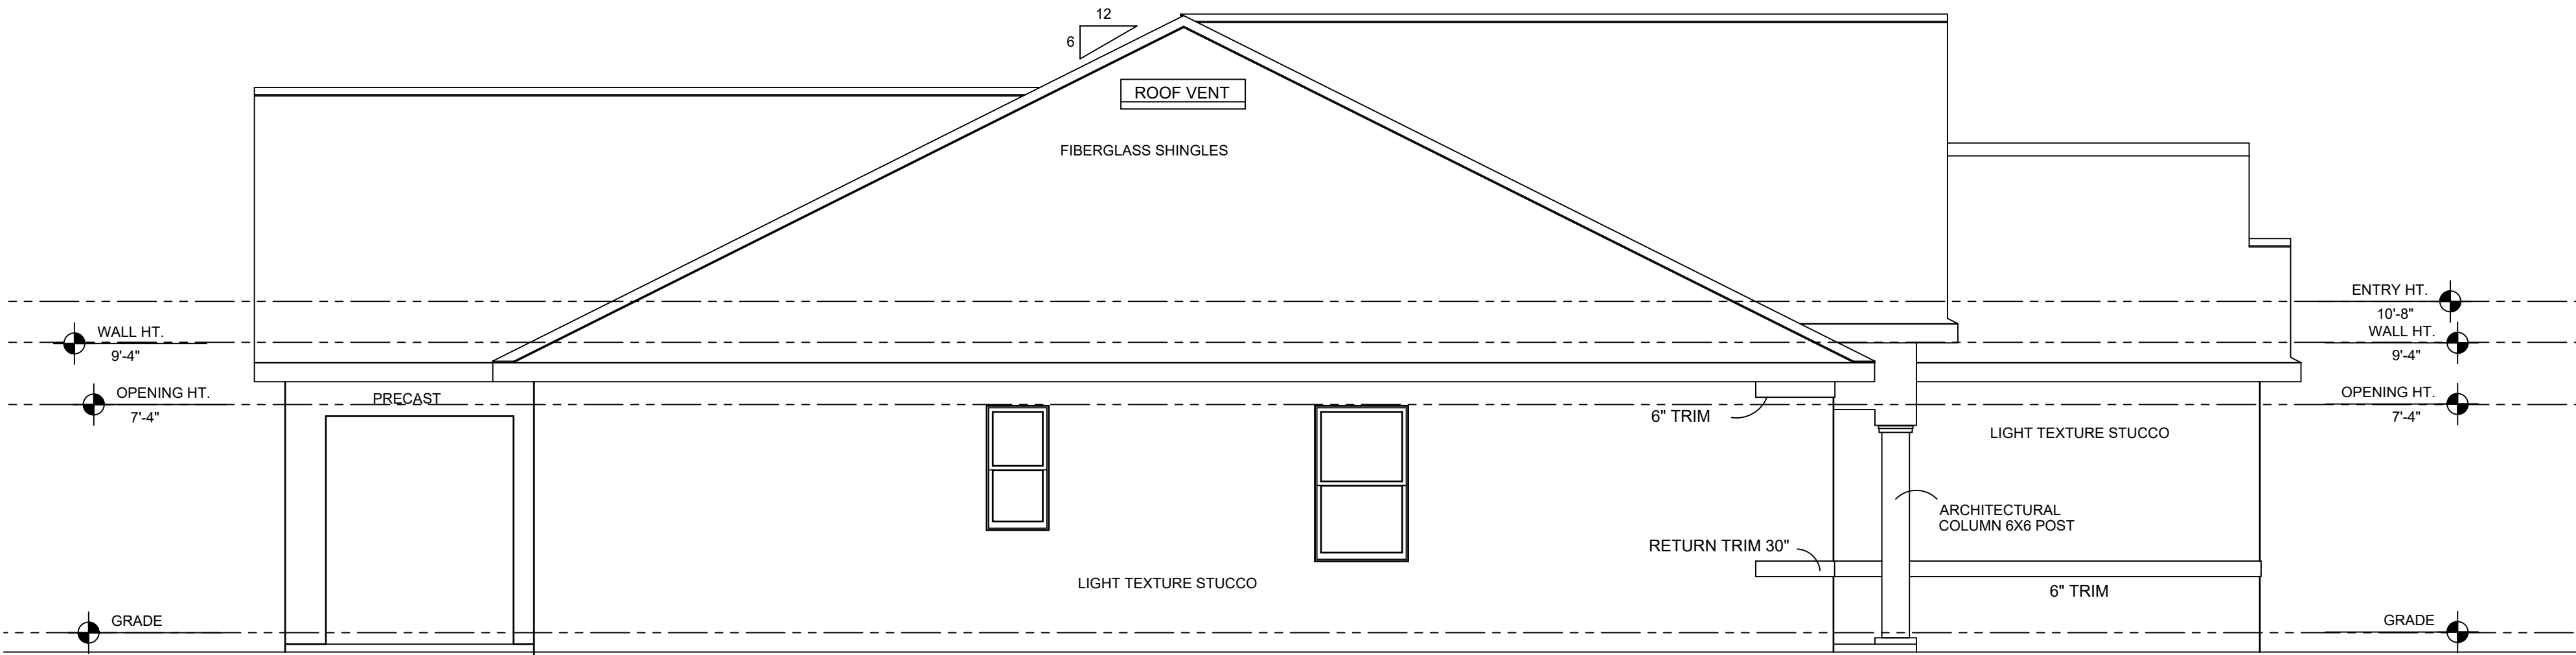 12
6
ROOF VENT
FIBERGLASS SHINGLES
ENTRY HT.
10'-8"
WALL HT.
9'-4"
WALL HT.
9'-4"
OPENING HT.
7'-4"
PRECAST
OPENING HT.
7'-4"
6" TRIM
LIGHT TEXTURE STUCCO
ARCHITECTURAL
COLUMN 6X6 POST
RETURN TRIM 30"
LIGHT TEXTURE STUCCO
6" TRIM
GRADE
GRADE